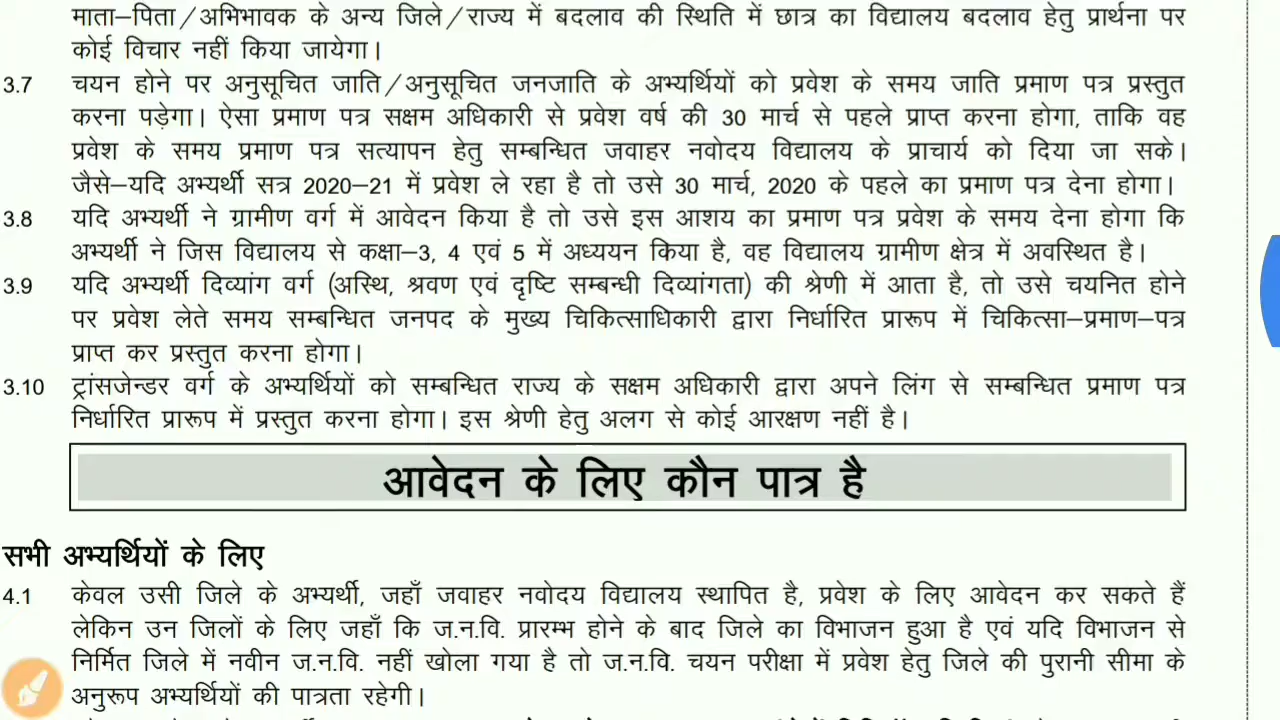 माता–पिता/अभिभावक के अन्य जिले/राज्य में बदलाव की स्थिति में छात्र का विद्यालय बदलाव हेतु प्रार्थना पर
कोई विचार नहीं किया जायेगा।
3.7 चयन होने पर अनुसूचित जाति/अनुसूचित जनजाति के अभ्यर्थियों को प्रवेश के समय जाति प्रमाण पत्र प्रस्तुत
करना पड़ेगा। ऐसा प्रमाण पत्र सक्षम अधिकारी से प्रवेश वर्ष की 30 मार्च से पहले प्राप्त करना होगा, ताकि वह
प्रवेश के समय प्रमाण पत्र सत्यापन हेतु सम्बन्धित जवाहर नवोदय विद्यालय के प्राचार्य को दिया जा सके।
जैसे–यदि अभ्यर्थी सत्र 2020–21 में प्रवेश ले रहा है तो उसे 30 मार्च, 2020 के पहले का प्रमाण पत्र देना होगा।
3.8 यदि अभ्यर्थी ने ग्रामीण वर्ग में आवेदन किया है तो उसे इस आशय का प्रमाण पत्र प्रवेश के समय देना होगा कि
अभ्यर्थी ने जिस विद्यालय से कक्षा–3, 4 एवं 5 में अध्ययन किया है, वह विद्यालय ग्रामीण क्षेत्र में अवस्थित है।
3.9 यदि अभ्यर्थी दिव्यांग वर्ग (अस्थि, श्रवण एवं दृष्टि सम्बन्धी दिव्यांगता) की श्रेणी में आता है, तो उसे चयनित होने
पर प्रवेश लेते समय सम्बन्धित जनपद के मुख्य चिकित्साधिकारी द्वारा निर्धारित प्रारूप में चिकित्सा–प्रमाण–पत्र
प्राप्त कर प्रस्तुत करना होगा।
3.10 ट्रांसजेन्डर वर्ग के अभ्यर्थियों को सम्बन्धित राज्य के सक्षम अधिकारी द्वारा अपने लिंग से सम्बन्धित प्रमाण पत्र
निर्धारित प्रारूप में प्रस्तुत करना होगा। इस श्रेणी हेतु अलग से कोई आरक्षण नहीं है।
आवेदन के लिए कौन पात्र है
सभी अभ्यर्थियों के लिए
4.1 केवल उसी जिले के अभ्यर्थी, जहाँ जवाहर नवोदय विद्यालय स्थापित है, प्रवेश के लिए आवेदन कर सकते हैं
लेकिन उन जिलों के लिए जहाँ कि ज.न.वि. प्रारम्भ होने के बाद जिले का विभाजन हुआ है एवं यदि विभाजन से
निर्मित जिले में नवीन ज.न.वि. नहीं खोला गया है तो ज.न.वि. चयन परीक्षा में प्रवेश हेतु जिले की पुरानी सीमा के
अनुरूप अभ्यर्थियों की पात्रता रहेगी।